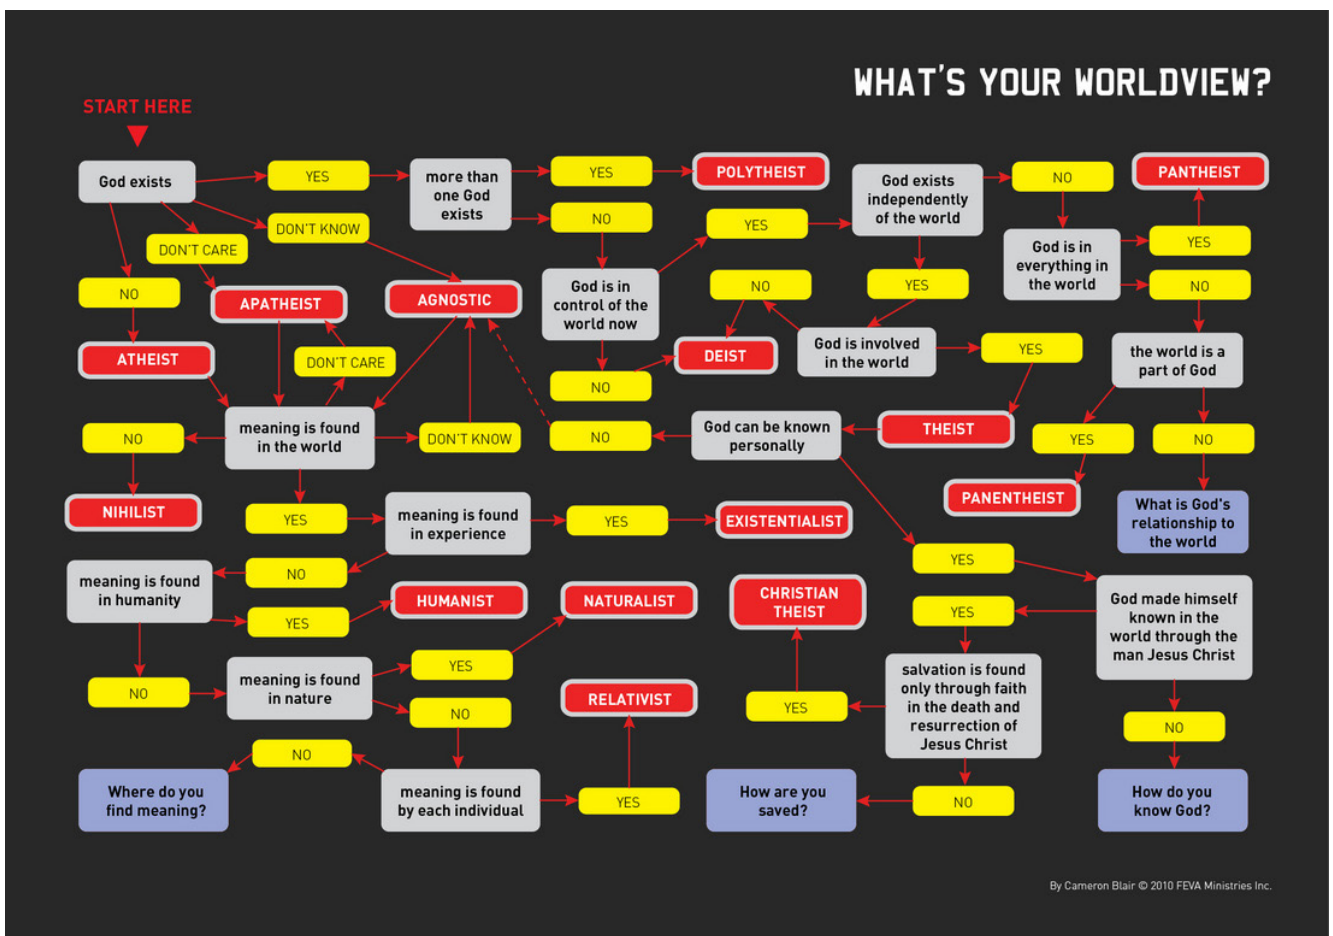 WHAT'S YOUR WORLDVIEW?
START HERE
God exists
YES
more than
one God
exists
YES
POLYTHEIST
God exists
independently
of the world
NO
PANTHEIST
DON'T KNOW
DON'T CARE
NO
YES
God is in
everything in
the world
YES
NO
APATHEIST
AGNOSTIC
God is in
control of the
world now
NO
YES
NO
ATHEIST
DON'T CARE
NO
DEIST
God is involved
in the world
YES
the world is a
part of God
NO
meaning is found
in the world
DON'T KNOW
NO
God can be known
personally
THEIST
YES
NO
NIHILIST
YES
meaning is found
in experience
YES
EXISTENTIALIST
PANENTHEIST
What is God's
relationship to
the world
meaning is found
in humanity
NO
YES
HUMANIST
NATURALIST
CHRISTIAN
THEIST
YES
YES
God made himself
known in the
world through the
man Jesus Christ
NO
meaning is found
in nature
YES
NO
RELATIVIST
YES
salvation is found
only through faith
in the death and
resurrection of
Jesus Christ
NO
Where do you
find meaning?
NO
meaning is found
by each individual
YES
How are you
saved?
NO
How do you
know God?
By Cameron Blair © 2010 FEVA Ministries Inc.